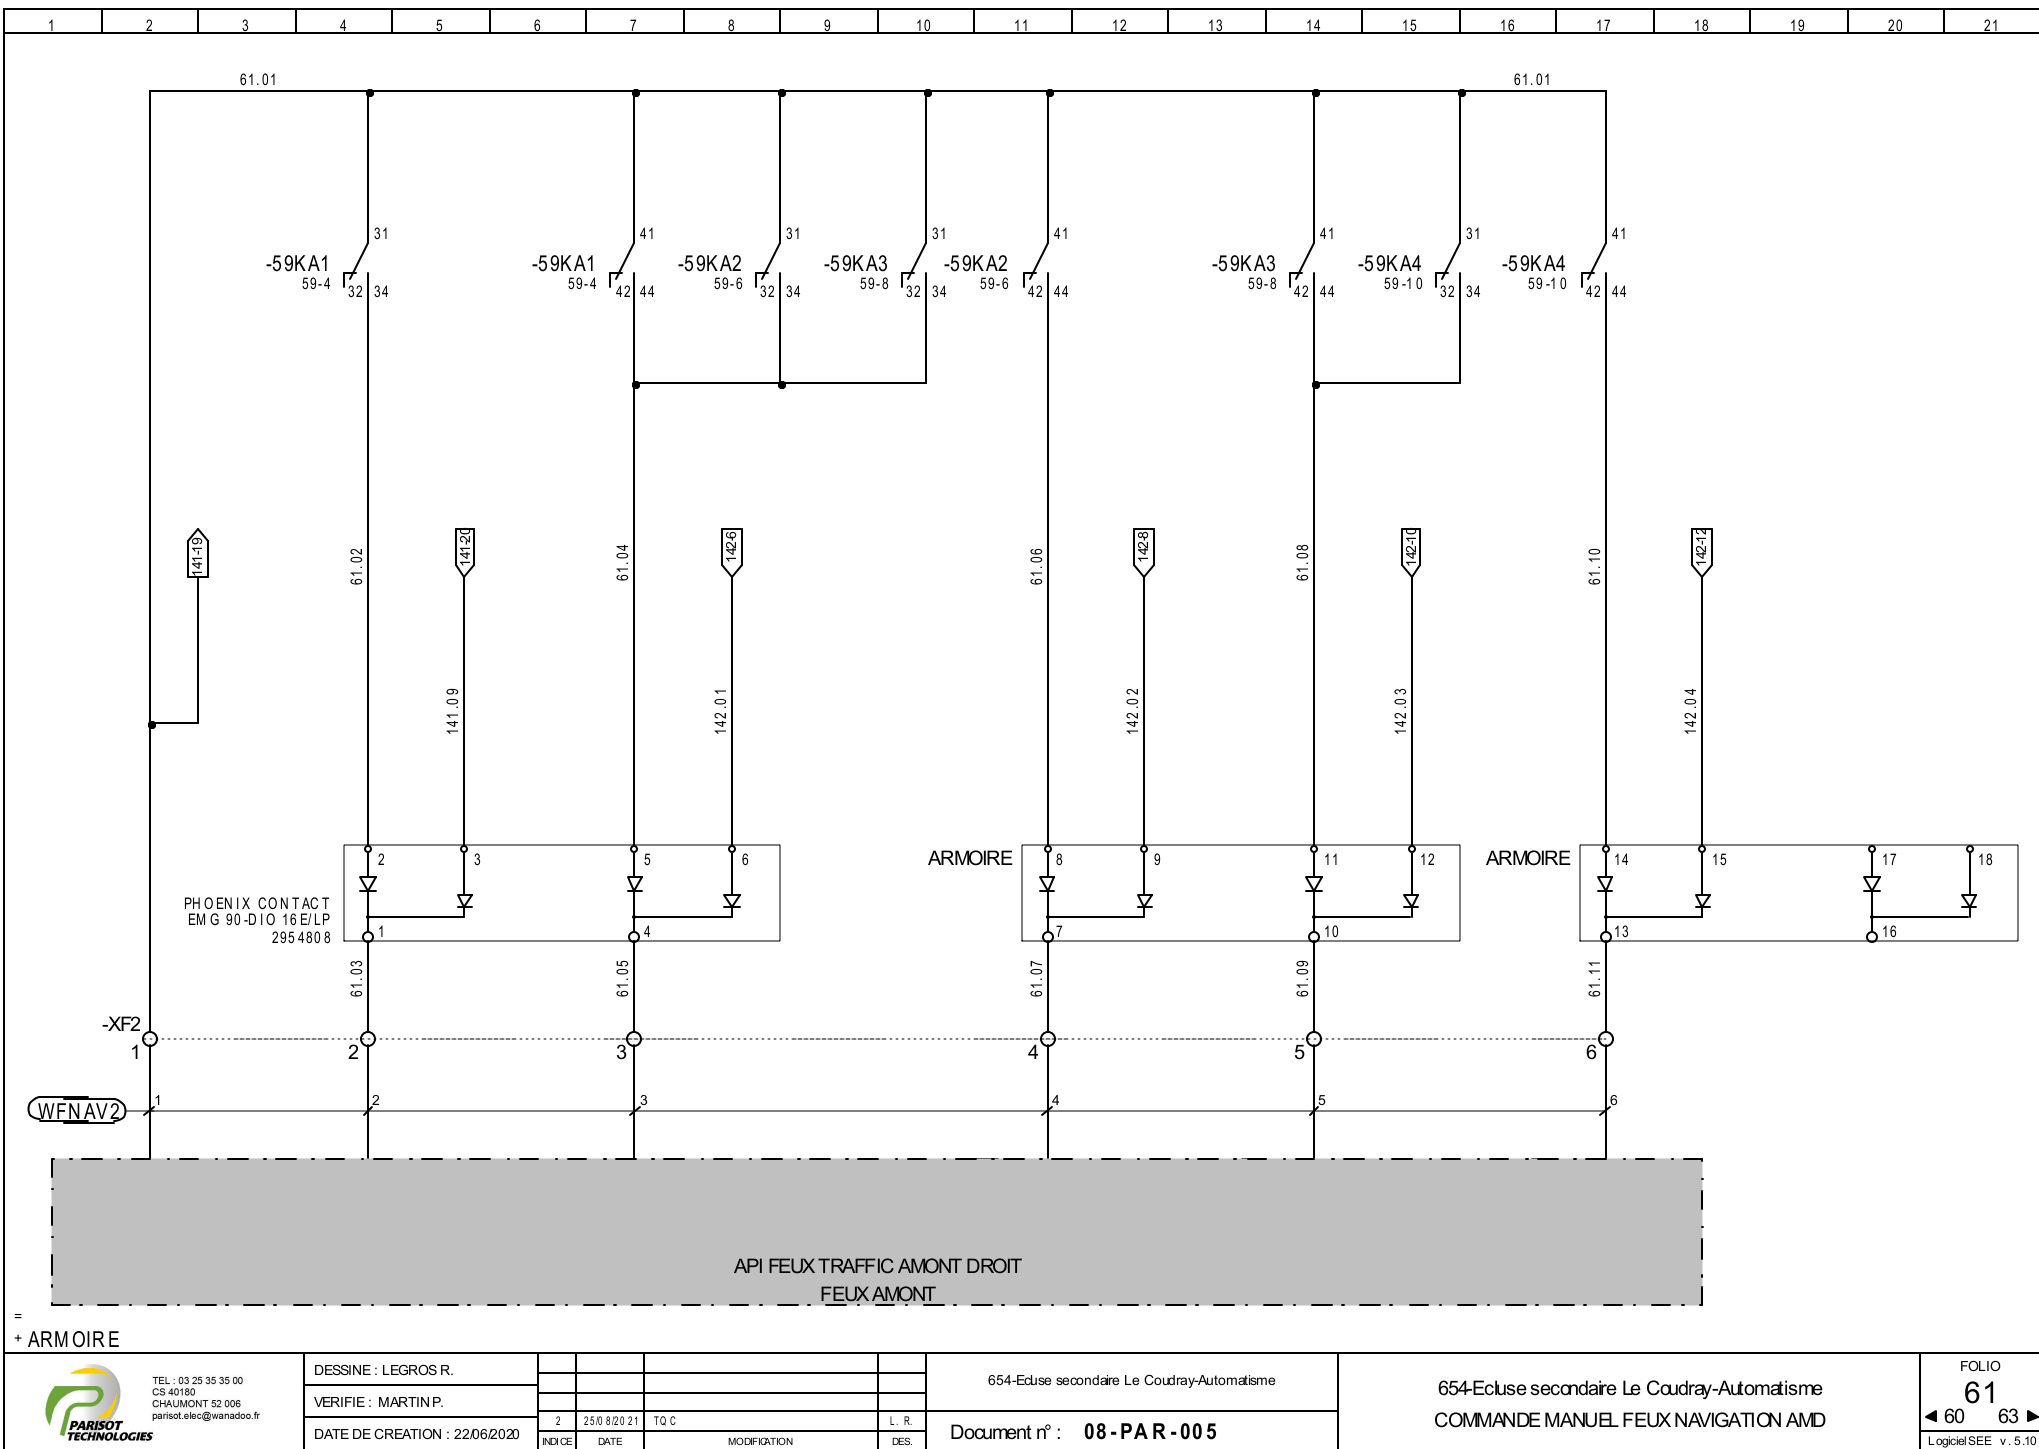 1 2 3 4 5 6 7 8 9 10 11 12 13 14 15 16 17 18 19 20 21
61.01 61.01
31 41 31 31 41 41 31 41
-59KA1 -59KA1 -59KA2 -59KA3 -59KA2 -59KA3 -59KA4 -59KA4
59-4 59-4 59-6 59-8 59-6 59-8 59-10 59-10
32 34 42 44 32 34 32 34 42 44 42 44 32 34 42 44
141-19 141-20 142-6 142-8 142-10 142-12
61.02 61.04 61.06 61.08 61.10
141.09 142.01 142.02 142.03 142.04
2 3 5 6 ARMOIRE 8 9 11 12 ARMOIRE 14 15 17 18
PHOENIX CONTACT
EMG 90-DIO 16E/LP
2954808
1 4 7 10 13 16
61.03 61.05 61.07 61.09 61.11
-XF2
1 2 3 4 5 6
WFNAV2 1 2 3 4 5 6
API FEUX TRAFFIC AMONT DROIT
FEUX AMONT
=
+ ARMOIRE
PARISOT
TECHNOLOGIES
TEL : 03 25 35 35 00
CS 40180
CHAUMONT 52 006
parisot.elec@wanadoo.fr
DESSINE : LEGROS R.
VERIFIE : MARTIN P.
DATE DE CREATION : 22/06/2020
2 25/08/2021 TQC L. R.
INDICE DATE MODIFICATION DES.
654-Ecluse secondaire Le Coudray-Automatisme
Document n° : 08-PAR-005
654-Ecluse secondaire Le Coudray-Automatisme
COMMANDE MANUEL FEUX NAVIGATION AMD
FOLIO
61
60 63
Logiciel SEE v. 5.10